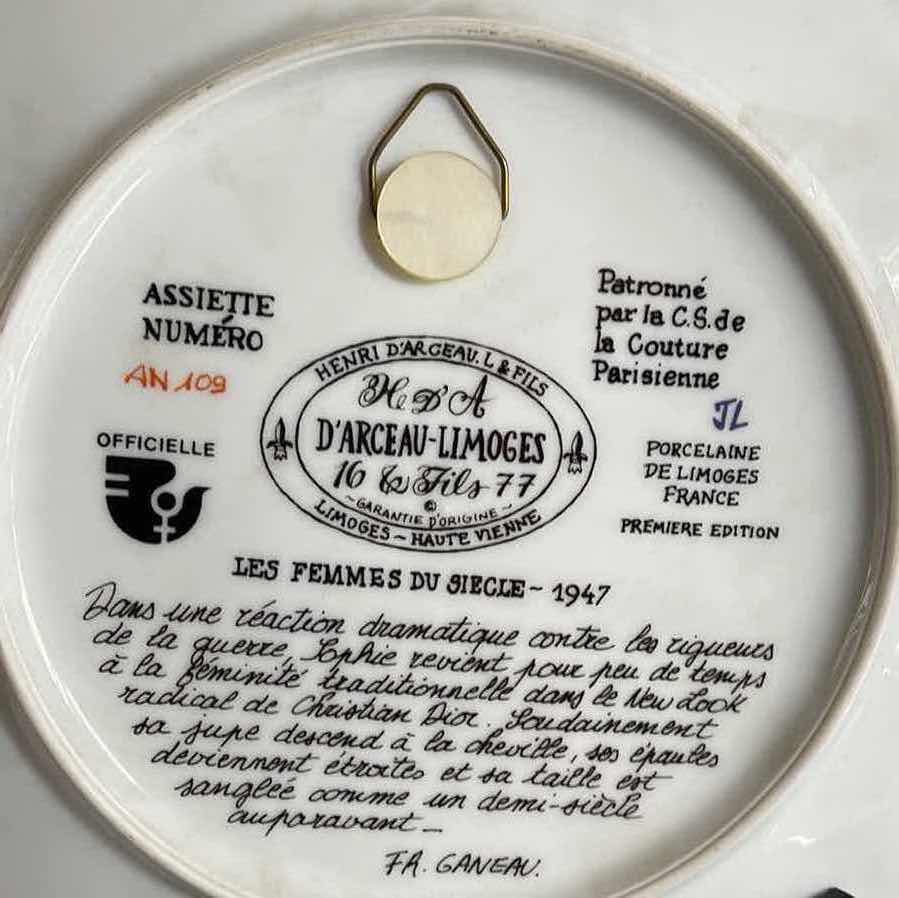 ASSIETTE
NUMÉRO
AN 109
OFFICIELLE
HENRI D'ARCEAU. L & FILS
H D'A
D'ARCEAU-LIMOGES
16 & Fils 77
©
~GARANTIE D'ORIGINE~
LIMOGES ~ HAUTE VIENNE
Patronné
par la C.S. de
la Couture
Parisienne
JL
PORCELAINE
DE LIMOGES
FRANCE
PREMIERE EDITION
LES FEMMES DU SIECLE ~ 1947
Dans une réaction dramatique contre les rigueurs
de la guerre, Sophie revient pour peu de temps
à la féminité traditionnelle dans le New Look
radical de Christian Dior. Soudainement
sa jupe descend à la cheville, ses épaules
deviennent étroites et sa taille est
sanglée comme un demi-siècle
auparavant _
FR. GANEAU.